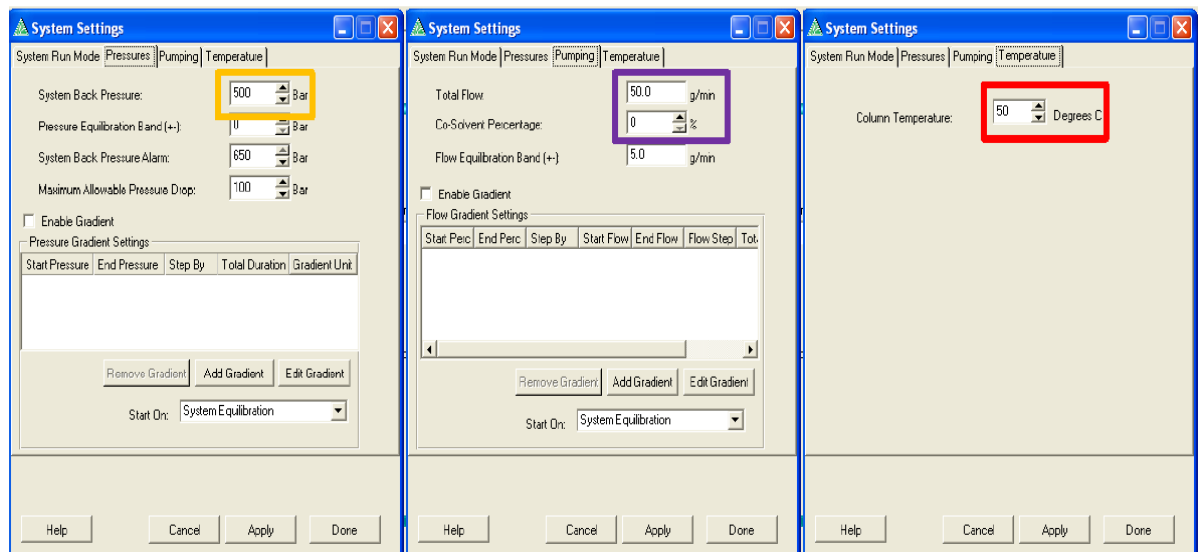 System Settings
System Run Mode Pressures Pumping Temperature
System Back Pressure: 500 Bar
Pressure Equilibration Band (+-): 0 Bar
System Back Pressure Alarm: 650 Bar
Maximum Allowable Pressure Drop: 100 Bar
Enable Gradient
Pressure Gradient Settings
Start Pressure End Pressure Step By Total Duration Gradient Unit
Remove Gradient Add Gradient Edit Gradient
Start On: System Equilibration
Help Cancel Apply Done
System Settings
System Run Mode Pressures Pumping Temperature
Total Flow: 50.0 g/min
Co-Solvent Percentage: 0 %
Flow Equilbration Band (+-) 5.0 g/min
Enable Gradient
Flow Gradient Settings
Start Perc End Perc Step By Start Flow End Flow Flow Step Tot
Remove Gradient Add Gradient Edit Gradient
Start On: System Equilibration
Help Cancel Apply Done
System Settings
System Run Mode Pressures Pumping Temperature
Column Temperature: 50 Degrees C
Help Cancel Apply Done